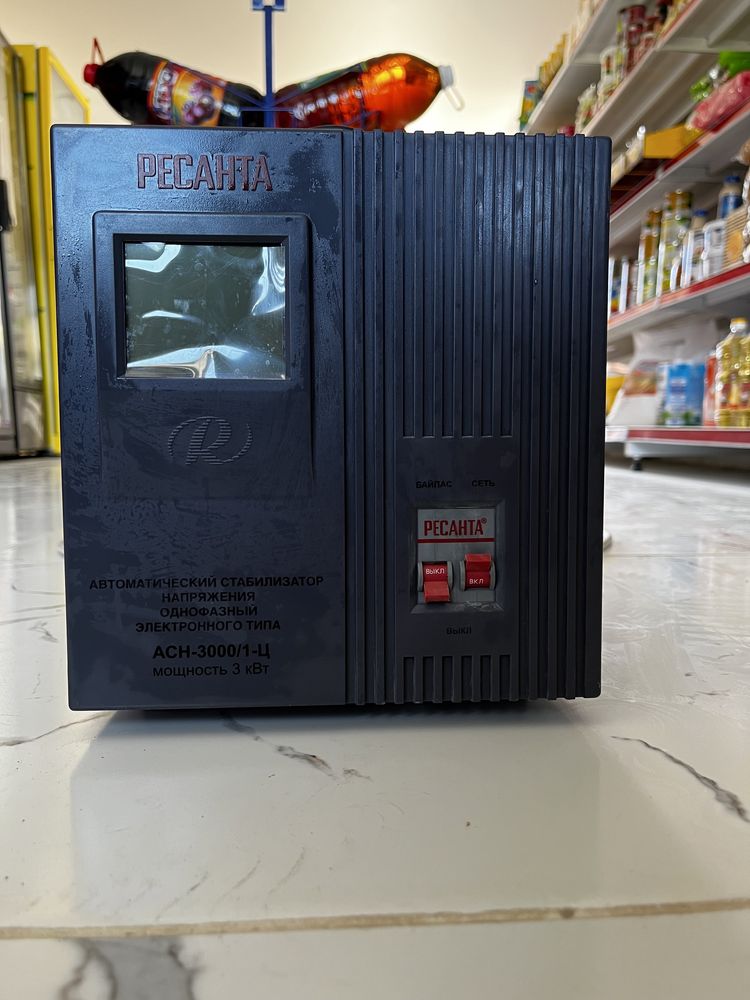 РЕСАНТА
R
БАЙПАС СЕТЬ
РЕСАНТА®
ВЫКЛ ВКЛ
ВЫКЛ
АВТОМАТИЧЕСКИЙ СТАБИЛИЗАТОР
НАПРЯЖЕНИЯ
ОДНОФАЗНЫЙ
ЭЛЕКТРОННОГО ТИПА
АСН-3000/1-Ц
МОЩНОСТЬ 3 кВт